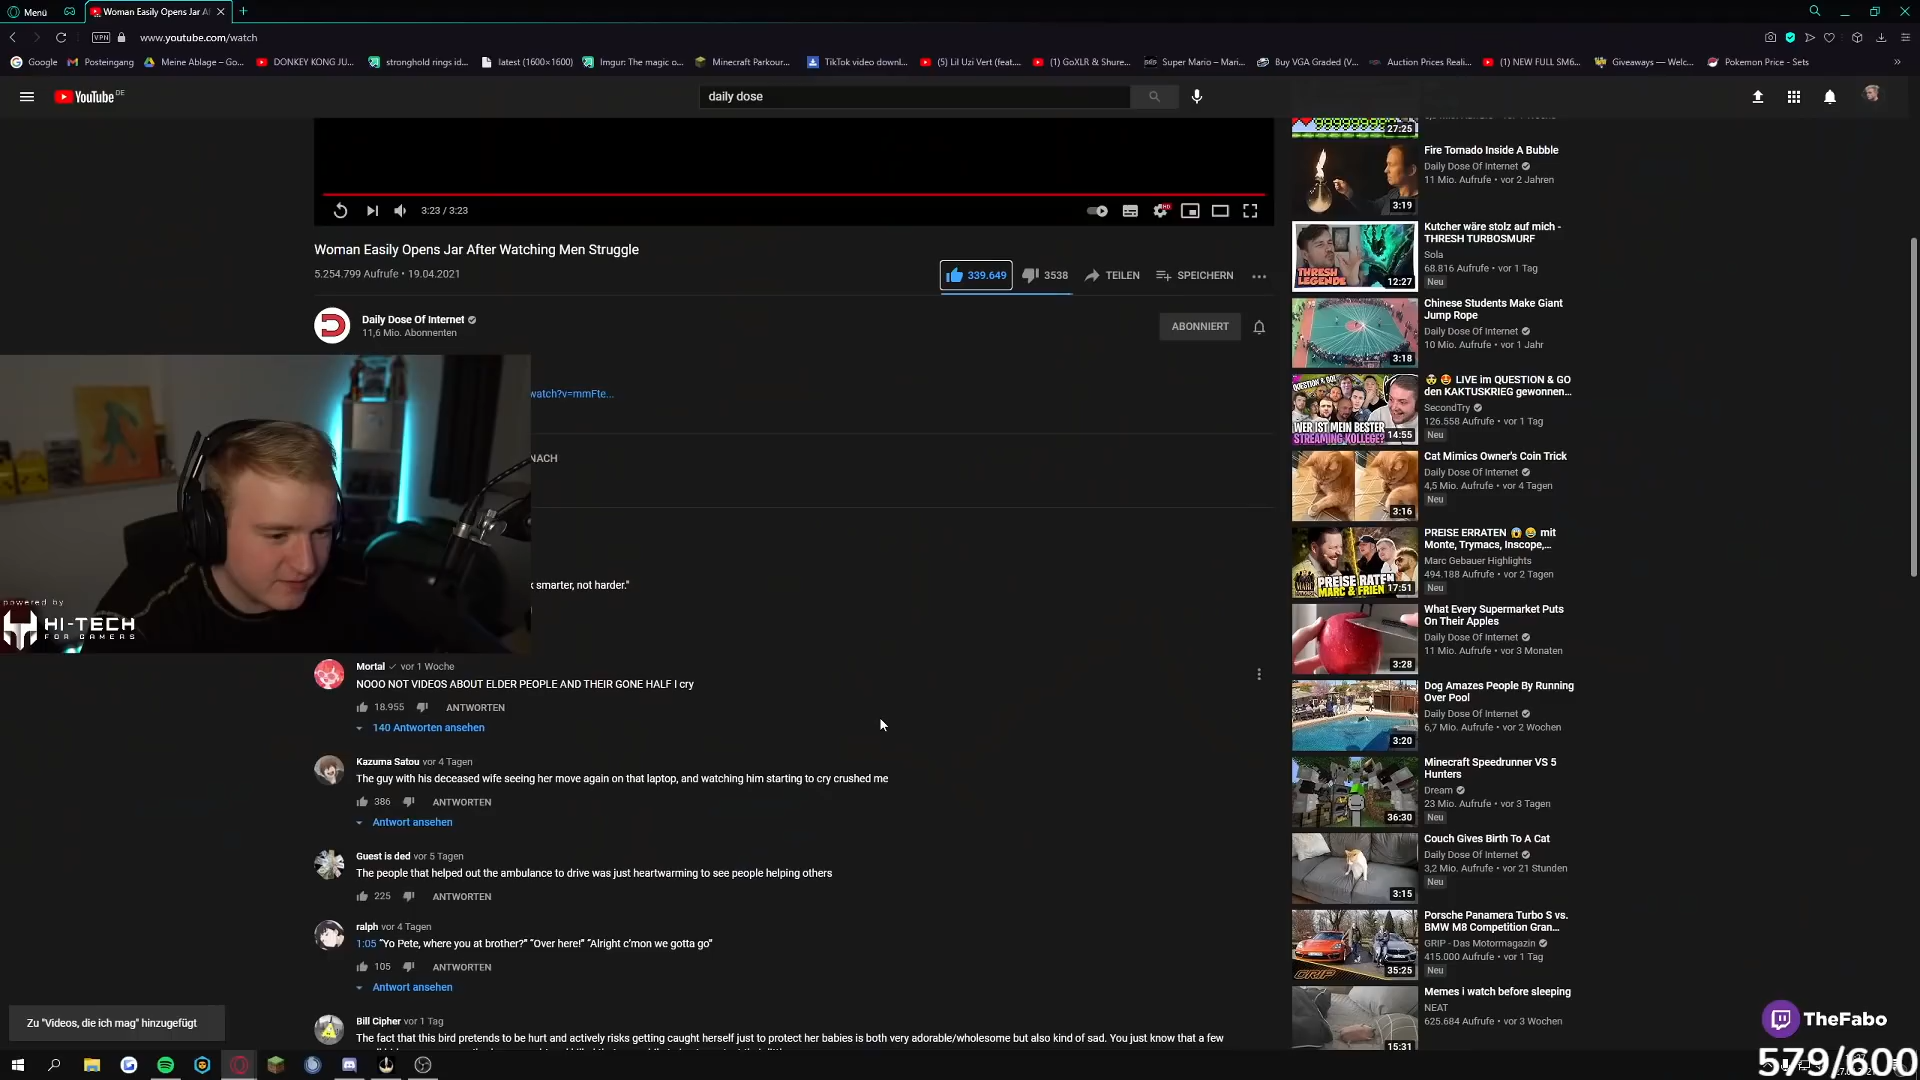 Menü
Woman Easily Opens Jar Af
VPN
www.youtube.com/watch
Google
Posteingang
Meine Ablage – Go...
DONKEY KONG JU...
stronghold rings id...
latest (1600×1600)
Imgur: The magic o...
Minecraft Parkour...
TikTok video downl...
(5) Lil Uzi Vert (feat....
(1) GoXLR & Shure...
Super Mario – Mari...
Buy VGA Graded (V...
Auction Prices Reali...
(1) NEW FULL SM6...
Giveaways — Welc...
Pokemon Price - Sets
YouTube DE
daily dose
3:23 / 3:23
Woman Easily Opens Jar After Watching Men Struggle
5.254.799 Aufrufe • 19.04.2021
339.649
3538
TEILEN
SPEICHERN
Daily Dose Of Internet
11,6 Mio. Abonnenten
ABONNIERT
watch?v=mmFte...
NACH
smarter, not harder."
powered by
HI-TECH
FOR GAMERS
Mortal vor 1 Woche
NOOO NOT VIDEOS ABOUT ELDER PEOPLE AND THEIR GONE HALF I cry
18.955 ANTWORTEN
140 Antworten ansehen
Kazuma Satou vor 4 Tagen
The guy with his deceased wife seeing her move again on that laptop, and watching him starting to cry crushed me
386 ANTWORTEN
Antwort ansehen
Guest is ded vor 5 Tagen
The people that helped out the ambulance to drive was just heartwarming to see people helping others
225 ANTWORTEN
ralph vor 4 Tagen
1:05 “Yo Pete, where you at brother?” “Over here!” “Alright c’mon we gotta go”
105 ANTWORTEN
Antwort ansehen
Bill Cipher vor 1 Tag
The fact that this bird pretends to be hurt and actively risks getting caught herself just to protect her babies is both very adorable/wholesome but also kind of sad. You just know that a few
Zu "Videos, die ich mag" hinzugefügt
27:25
Fire Tornado Inside A Bubble
Daily Dose Of Internet
11 Mio. Aufrufe • vor 2 Jahren
3:19
Kutcher wäre stolz auf mich -
THRESH TURBOSMURF
Sola
68.816 Aufrufe • vor 1 Tag
Neu
THRESH
LEGENDE
12:27
Chinese Students Make Giant
Jump Rope
Daily Dose Of Internet
10 Mio. Aufrufe • vor 1 Jahr
3:18
LIVE im QUESTION & GO
den KAKTUSKRIEG gewonnen...
SecondTry
126.558 Aufrufe • vor 1 Tag
Neu
QUESTION & GO!
WER IST MEIN BESTER
STREAMING KOLLEGE?
14:55
Cat Mimics Owner's Coin Trick
Daily Dose Of Internet
4,5 Mio. Aufrufe • vor 4 Tagen
Neu
3:16
PREISE ERRATEN 😱 😂 mit
Monte, Trymacs, Inscope,...
Marc Gebauer Highlights
494.188 Aufrufe • vor 2 Tagen
Neu
PREISE RATEN
MARC & FRIEN
17:51
What Every Supermarket Puts
On Their Apples
Daily Dose Of Internet
11 Mio. Aufrufe • vor 3 Monaten
3:28
Dog Amazes People By Running
Over Pool
Daily Dose Of Internet
6,7 Mio. Aufrufe • vor 2 Wochen
3:20
Minecraft Speedrunner VS 5
Hunters
Dream
23 Mio. Aufrufe • vor 3 Tagen
Neu
36:30
Couch Gives Birth To A Cat
Daily Dose Of Internet
3,2 Mio. Aufrufe • vor 21 Stunden
Neu
3:15
Porsche Panamera Turbo S vs.
BMW M8 Competition Gran...
GRIP - Das Motormagazin
415.000 Aufrufe • vor 1 Tag
Neu
GRIP
35:25
Memes i watch before sleeping
NEAT
625.684 Aufrufe • vor 3 Wochen
15:31
TheFabo
579/600